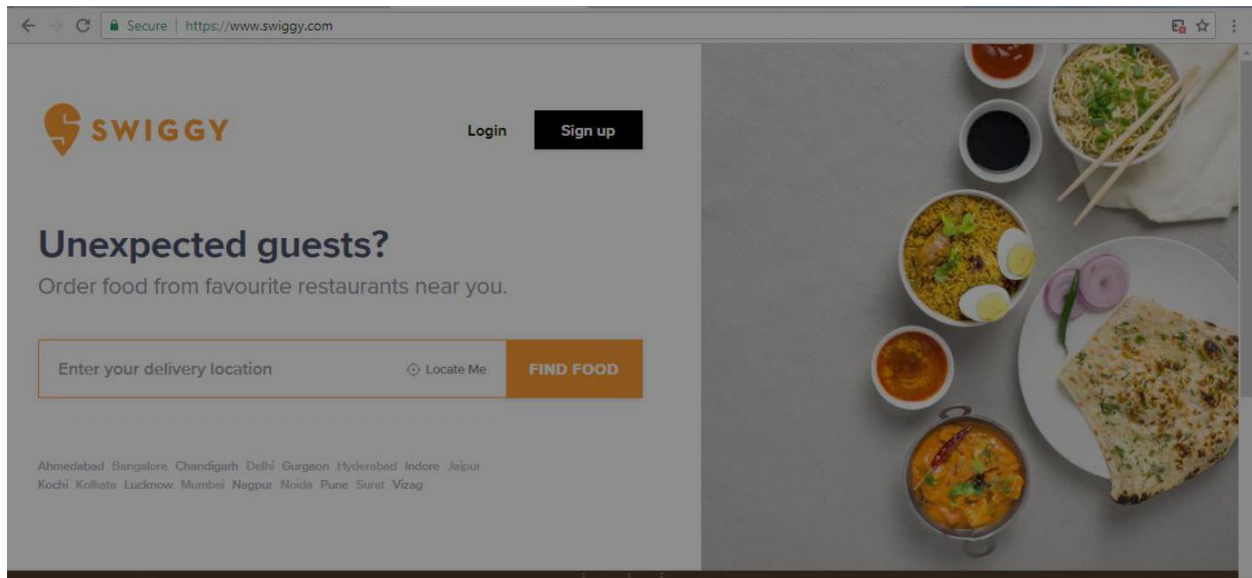 Secure | https://www.swiggy.com
SWIGGY
Login Sign up
Unexpected guests?
Order food from favourite restaurants near you.
Enter your delivery location Locate Me FIND FOOD
Ahmedabad Bangalore Chandigarh Delhi Gurgaon Hyderabad Indore Jaipur
Kochi Kolkata Lucknow Mumbai Nagpur Noida Pune Surat Vizag